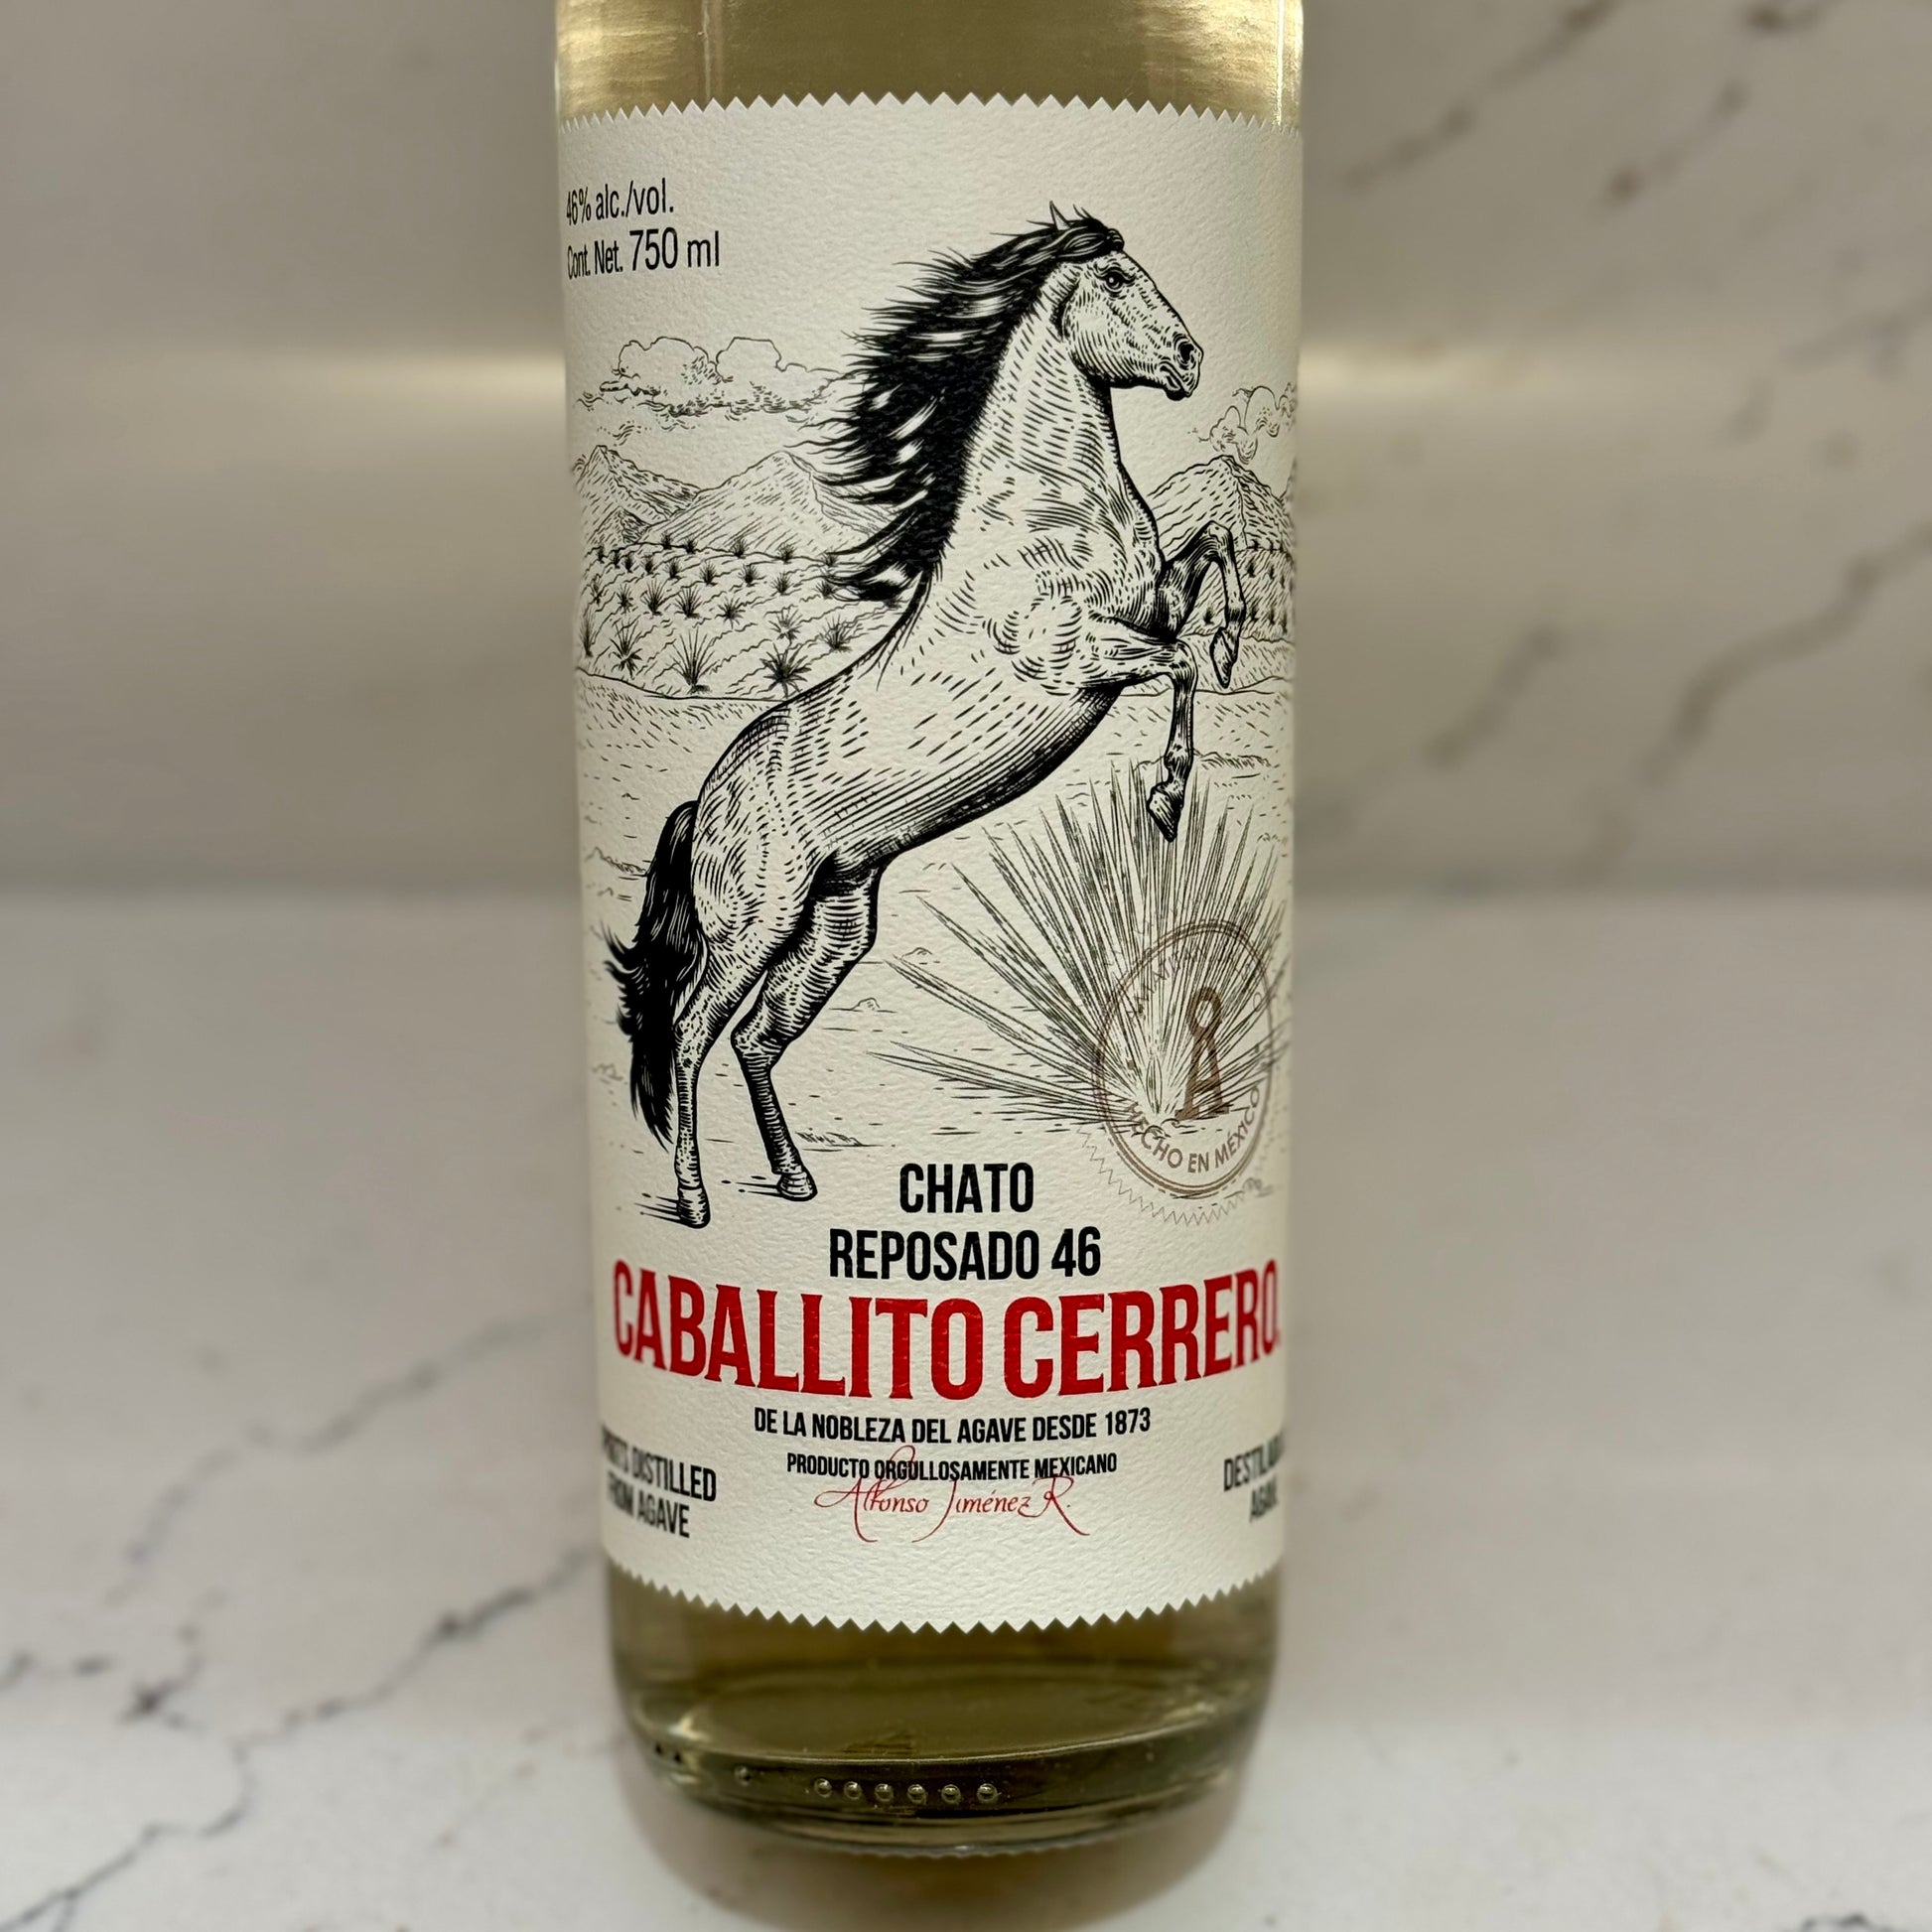 46% alc./vol.
Cont. Net. 750 ml
HECHO EN MÉXICO
CHATO
REPOSADO 46
CABALLITO CERRERO
DE LA NOBLEZA DEL AGAVE DESDE 1873
PRODUCTO ORGULLOSAMENTE MEXICANO
Alfonso Jiménez R.
DISTILLED
FROM AGAVE